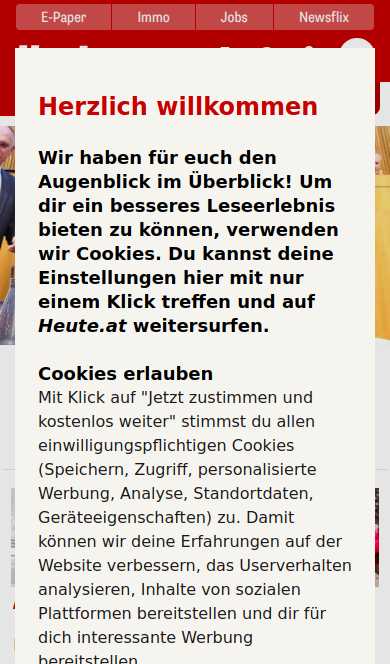 E-Paper
Immo
Jobs
Newsflix
Herzlich willkommen
Wir haben für euch den
Augenblick im Überblick! Um
dir ein besseres Leseerlebnis
bieten zu können, verwenden
wir Cookies. Du kannst deine
Einstellungen hier mit nur
einem Klick treffen und auf
Heute.at weitersurfen.
Cookies erlauben
Mit Klick auf "Jetzt zustimmen und
kostenlos weiter" stimmst du allen
einwilligungspflichtigen Cookies
(Speichern, Zugriff, personalisierte
Werbung, Analyse, Standortdaten,
Geräteeigenschaften) zu. Damit
können wir deine Erfahrungen auf der
Website verbessern, das Userverhalten
analysieren, Inhalte von sozialen
Plattformen bereitstellen und dir für
dich interessante Werbung
bereitstellen